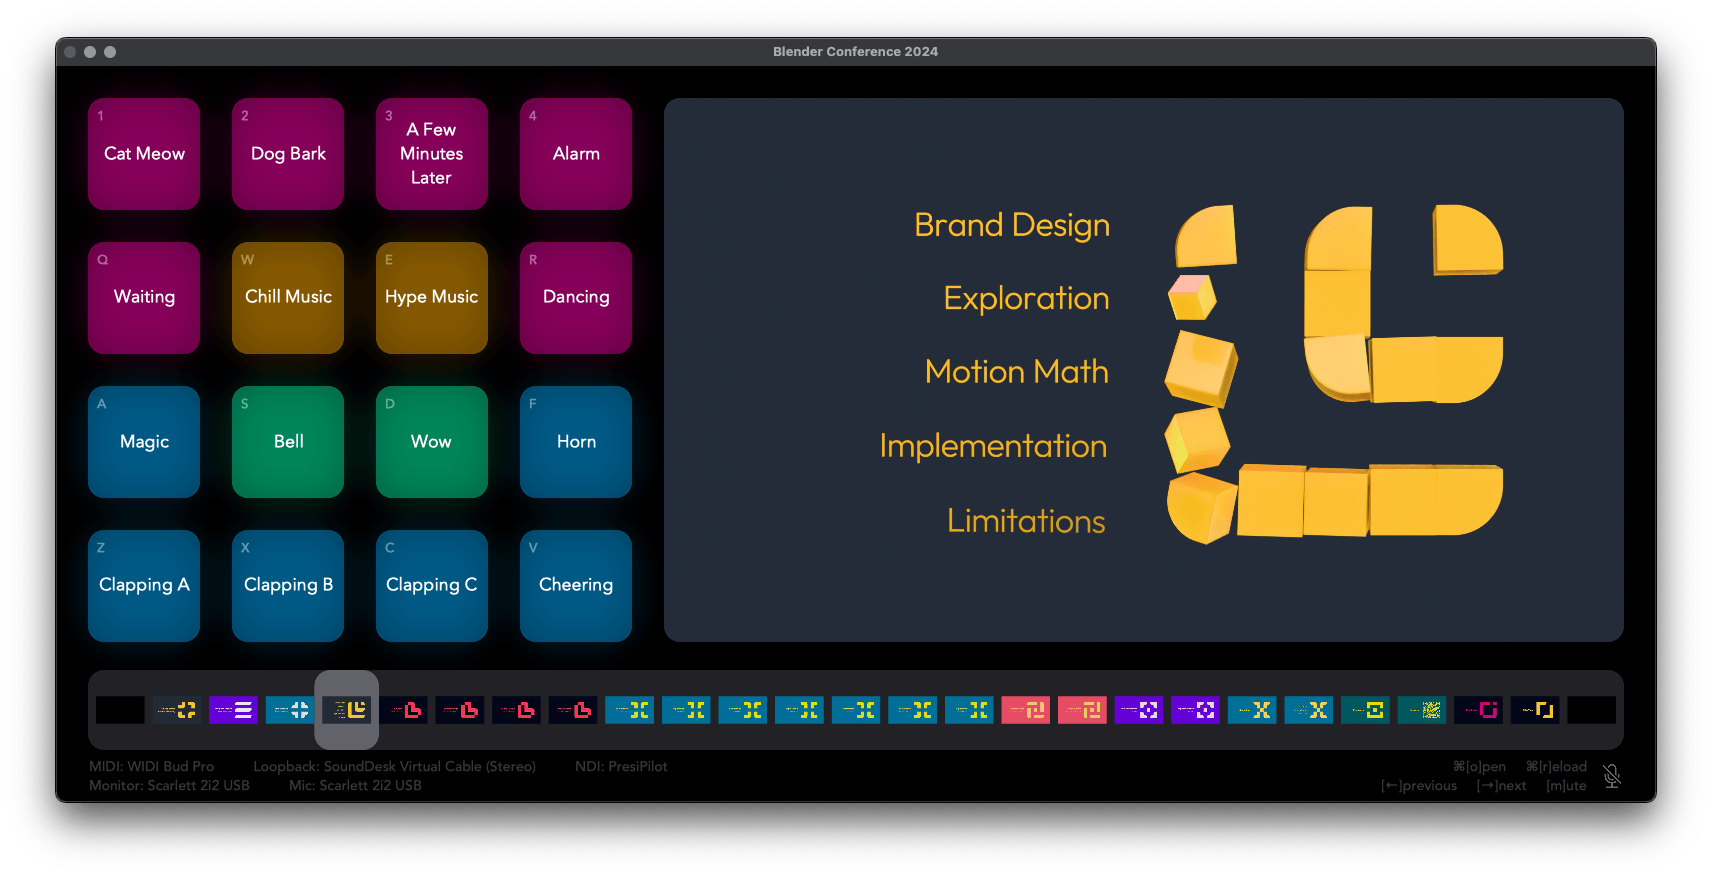 Blender Conference 2024
1
Cat Meow
2
Dog Bark
3
A Few
Minutes
Later
4
Alarm
Q
Waiting
W
Chill Music
E
Hype Music
R
Dancing
A
Magic
S
Bell
D
Wow
F
Horn
Z
Clapping A
X
Clapping B
C
Clapping C
V
Cheering
Brand Design
Exploration
Motion Math
Implementation
Limitations
MIDI: WIDI Bud Pro Loopback: SoundDesk Virtual Cable (Stereo) NDI: PresiPilot
Monitor: Scarlett 2i2 USB Mic: Scarlett 2i2 USB
⌘[o]pen ⌘[r]eload
[←]previous [→]next [m]ute